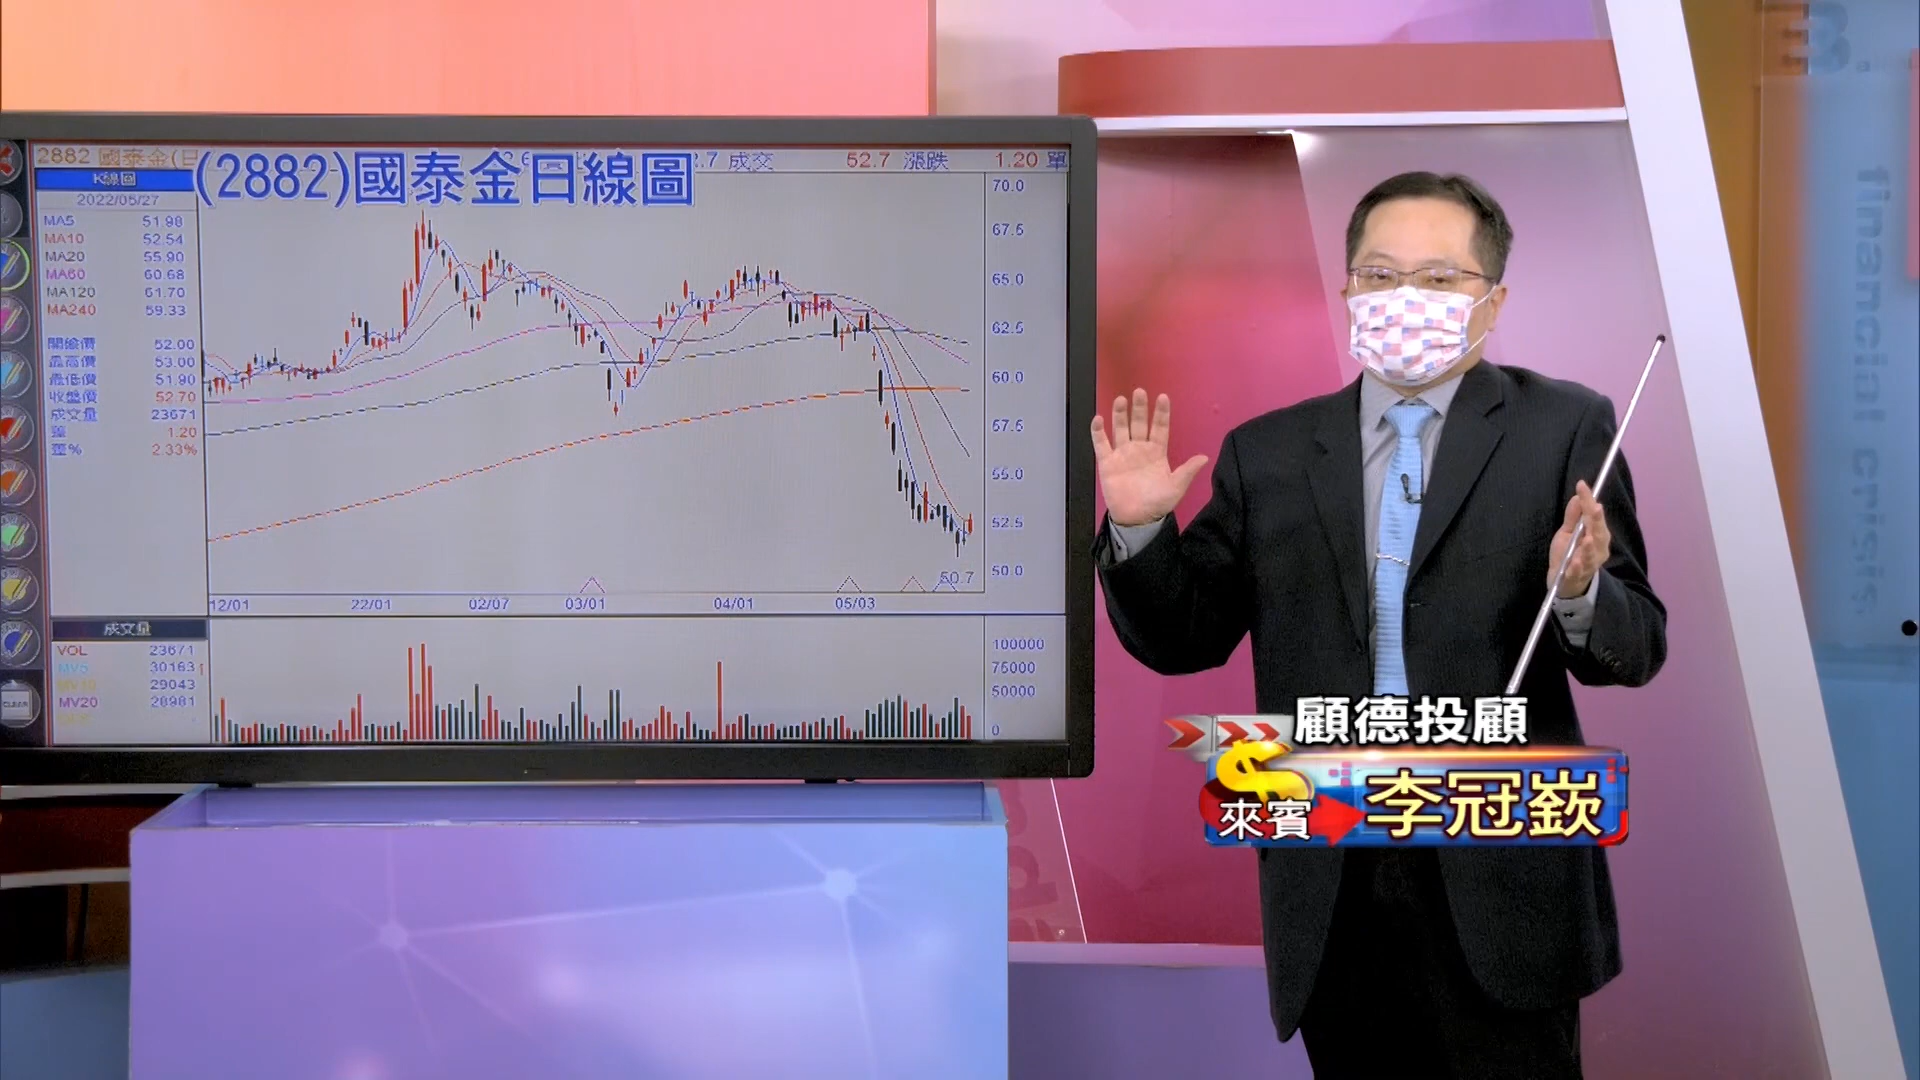 2882 國泰金(日
(2882)國泰金日線圖
成交 52.7 漲跌 1.20 單
K線圖
2022/05/27
MA5 51.98
MA10 52.54
MA20 55.90
MA60 60.68
MA120 61.70
MA240 59.33
開盤價 52.00
最高價 53.00
最低價 51.90
收盤價 52.70
成交量 23671
差 1.20
差% 2.33%
70.0
67.5
65.0
62.5
60.0
57.5
55.0
52.5
50.0
50.7
12/01 22/01 02/07 03/01 04/01 05/03
成交量
VOL 23671
MV5 30163
MV10 29043
MV20 28981
100000
75000
50000
0
CLEAR
financial crisis
顧德投顧
來賓 李冠嶔